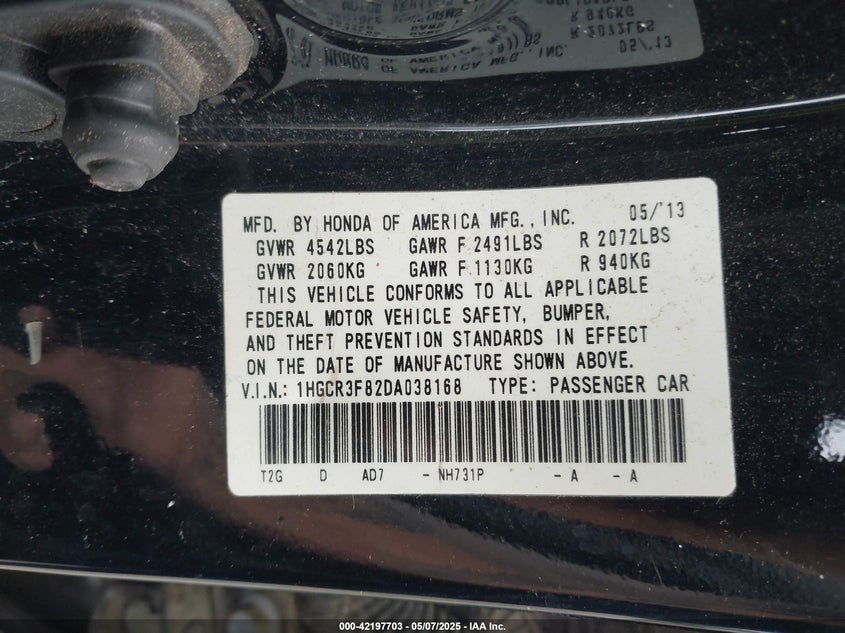 MFD. BY HONDA OF AMERICA MFG., INC. 05/'13
GVWR 4542LBS GAWR F 2491LBS R 2072LBS
GVWR 2060KG GAWR F 1130KG R 940KG
THIS VEHICLE CONFORMS TO ALL APPLICABLE
FEDERAL MOTOR VEHICLE SAFETY, BUMPER,
AND THEFT PREVENTION STANDARDS IN EFFECT
ON THE DATE OF MANUFACTURE SHOWN ABOVE.
V.I.N.: 1HGCR3F82DA038168 TYPE: PASSENGER CAR
T2G D AD7 - NH731P - A - A
000-42197703 - 05/07/2025 - IAA Inc.